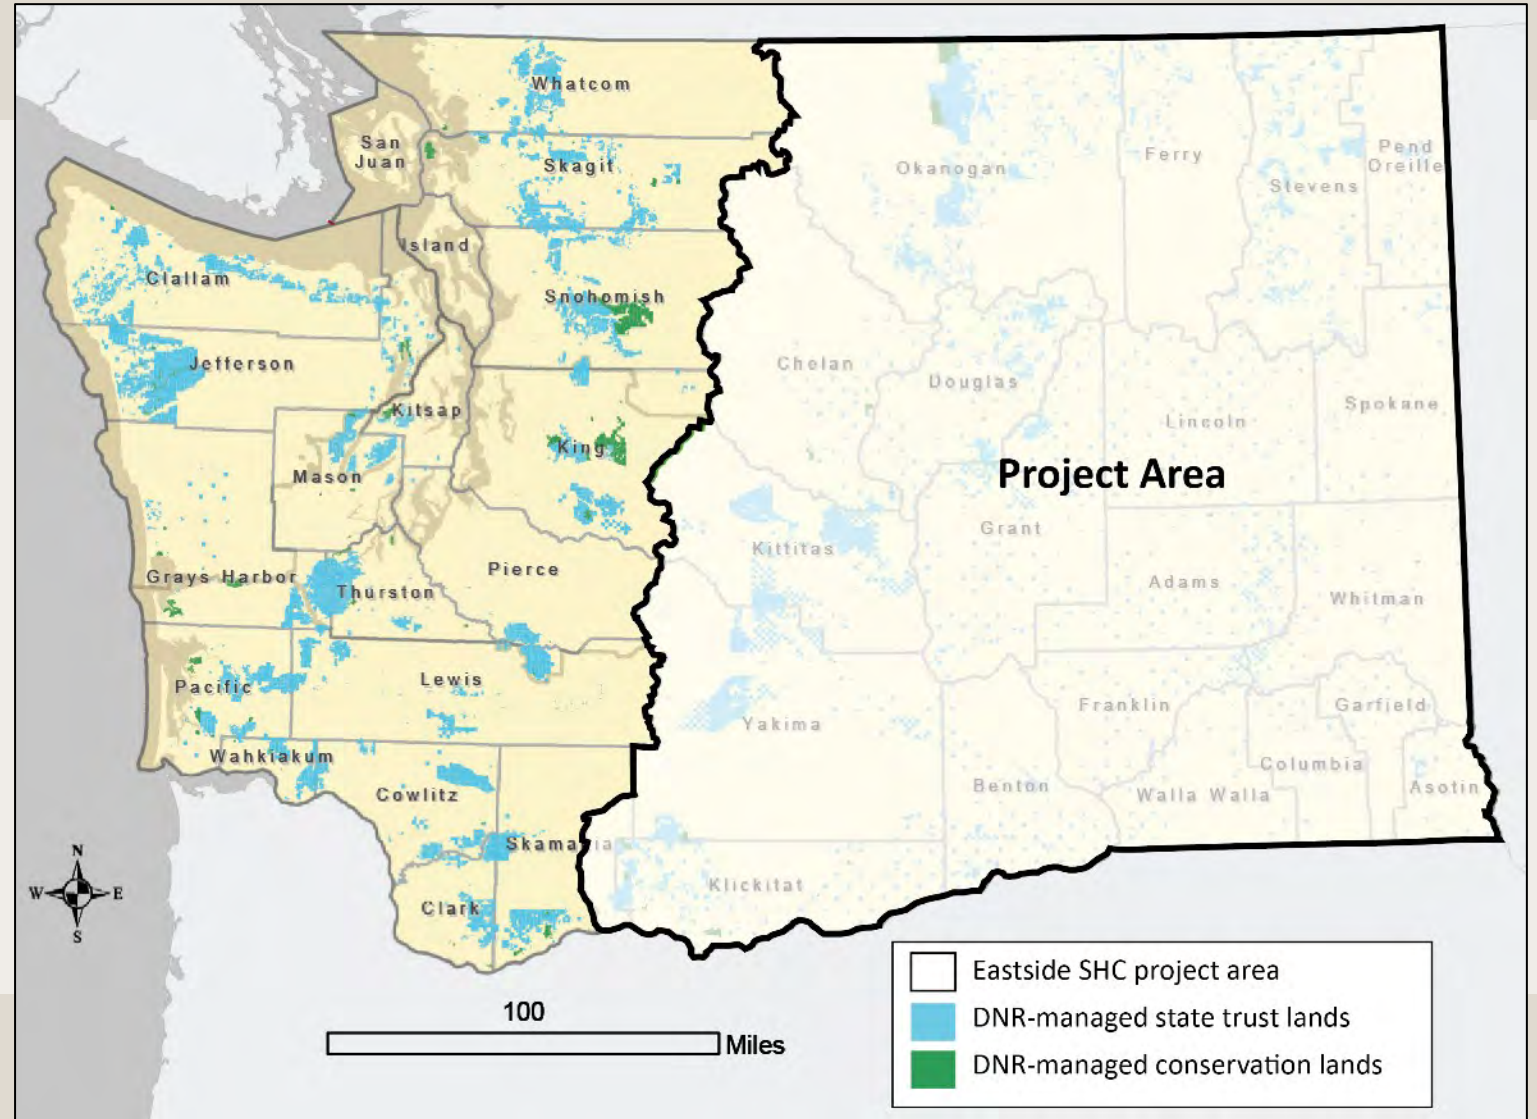 Whatcom
San
Juan
Skagit
Okanogan
Ferry
Stevens
Pend
Oreille
Island
Clallam
Snohomish
Jefferson
Chelan
Douglas
Kitsap
Lincoln
Spokane
King
Mason
Project Area
Grant
Kittitas
Grays Harbor
Thurston
Pierce
Adams
Whitman
Pacific
Lewis
Yakima
Franklin
Garfield
Wahkiakum
Cowlitz
Benton
Walla Walla
Columbia
Asotin
Skamania
Klickitat
Clark
N
W E
S
100
Miles
Eastside SHC project area
DNR-managed state trust lands
DNR-managed conservation lands